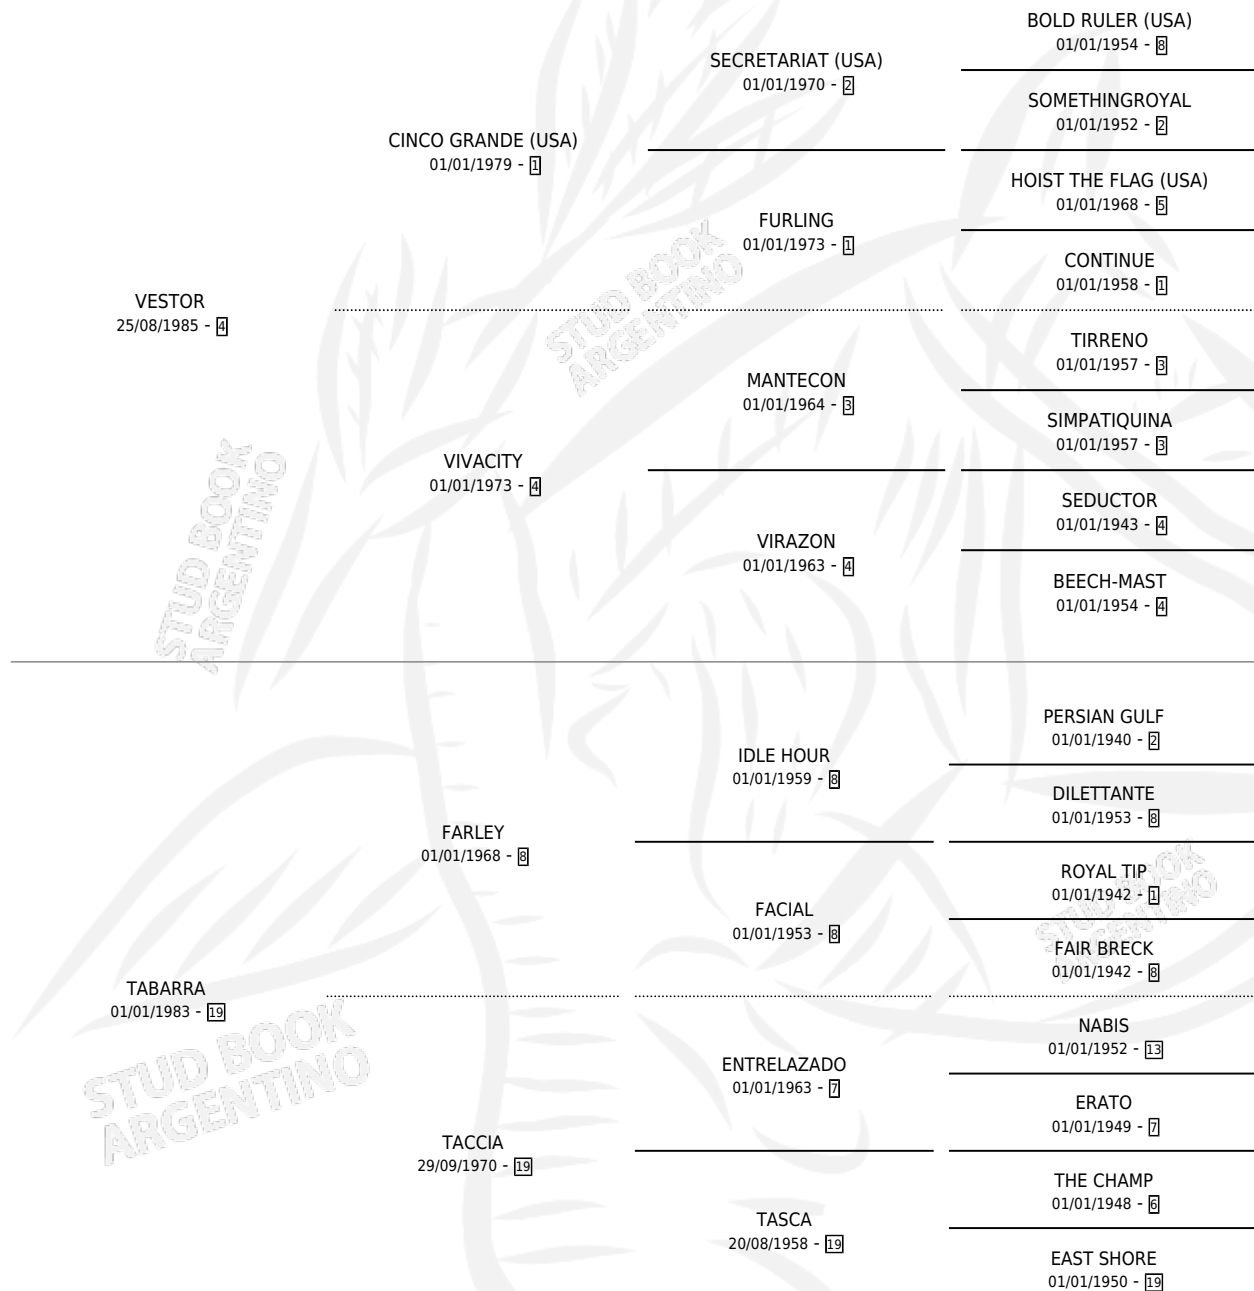 BOLD RULER (USA)
01/01/1954 - 8
SECRETARIAT (USA)
01/01/1970 - 2
SOMETHINGROYAL
01/01/1952 - 2
CINCO GRANDE (USA)
01/01/1979 - 1
HOIST THE FLAG (USA)
01/01/1968 - 5
FURLING
01/01/1973 - 1
CONTINUE
01/01/1958 - 1
VESTOR
25/08/1985 - 4
TIRRENO
01/01/1957 - 3
MANTECON
01/01/1964 - 3
SIMPATIQUINA
01/01/1957 - 3
VIVACITY
01/01/1973 - 4
SEDUCTOR
01/01/1943 - 4
VIRAZON
01/01/1963 - 4
BEECH-MAST
01/01/1954 - 4
PERSIAN GULF
01/01/1940 - 2
IDLE HOUR
01/01/1959 - 8
DILETTANTE
01/01/1953 - 8
FARLEY
01/01/1968 - 8
ROYAL TIP
01/01/1942 - 1
FACIAL
01/01/1953 - 8
FAIR BRECK
01/01/1942 - 8
TABARRA
01/01/1983 - 19
NABIS
01/01/1952 - 13
ENTRELAZADO
01/01/1963 - 7
ERATO
01/01/1949 - 7
TACCIA
29/09/1970 - 19
THE CHAMP
01/01/1948 - 6
TASCA
20/08/1958 - 19
EAST SHORE
01/01/1950 - 19
STUD BOOK
ARGENTINO
STUD BOOK
ARGENTINO
STUD BOOK
ARGENTINO
STUD BOOK
ARGENTINO